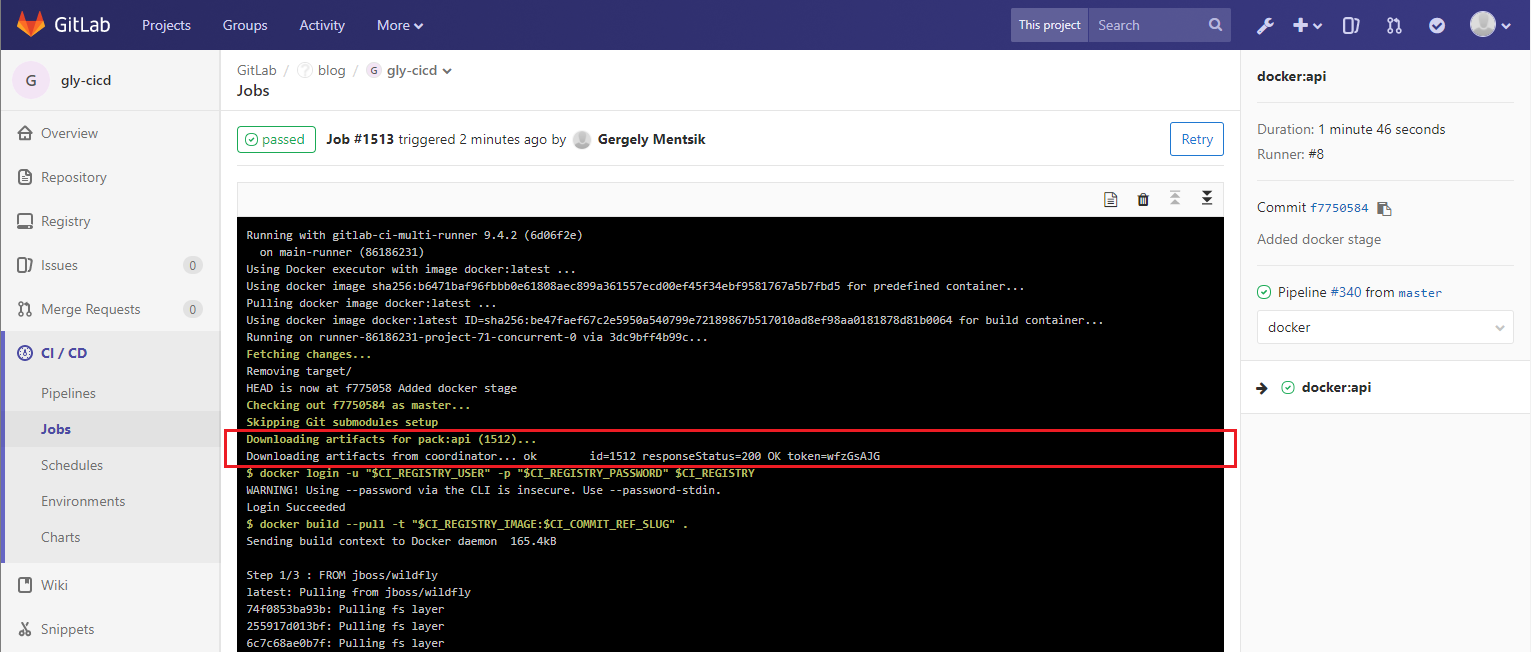 GitLab Projects Groups Activity More This project Search
G gly-cicd
Overview
Repository
Registry
Issues 0
Merge Requests 0
CI / CD
Pipelines
Jobs
Schedules
Environments
Charts
Wiki
Snippets
GitLab / blog / G gly-cicd
Jobs
passed Job #1513 triggered 2 minutes ago by Gergely Mentsik Retry
Running with gitlab-ci-multi-runner 9.4.2 (6d06f2e)
on main-runner (86186231)
Using Docker executor with image docker:latest ...
Using docker image sha256:b6471baf96fbbb0e61808aec899a361557ecd00ef45f34ebf9581767a5b7fbd5 for predefined container...
Pulling docker image docker:latest ...
Using docker image docker:latest ID=sha256:be47faef67c2e5950a540799e72189867b517010ad8ef98aa0181878d81b0064 for build container...
Running on runner-86186231-project-71-concurrent-0 via 3dc9bff4b99c...
Fetching changes...
Removing target/
HEAD is now at f775058 Added docker stage
Checking out f7750584 as master...
Skipping Git submodules setup
Downloading artifacts for pack:api (1512)...
Downloading artifacts from coordinator... ok id=1512 responseStatus=200 OK token=wfzGsAJG
$ docker login -u "$CI_REGISTRY_USER" -p "$CI_REGISTRY_PASSWORD" $CI_REGISTRY
WARNING! Using --password via the CLI is insecure. Use --password-stdin.
Login Succeeded
$ docker build --pull -t "$CI_REGISTRY_IMAGE:$CI_COMMIT_REF_SLUG" .
Sending build context to Docker daemon 165.4kB
Step 1/3 : FROM jboss/wildfly
latest: Pulling from jboss/wildfly
74f0853ba93b: Pulling fs layer
255917d013bf: Pulling fs layer
6c7c68ae0b7f: Pulling fs layer
docker:api
Duration: 1 minute 46 seconds
Runner: #8
Commit f7750584
Added docker stage
Pipeline #340 from master
docker
docker:api